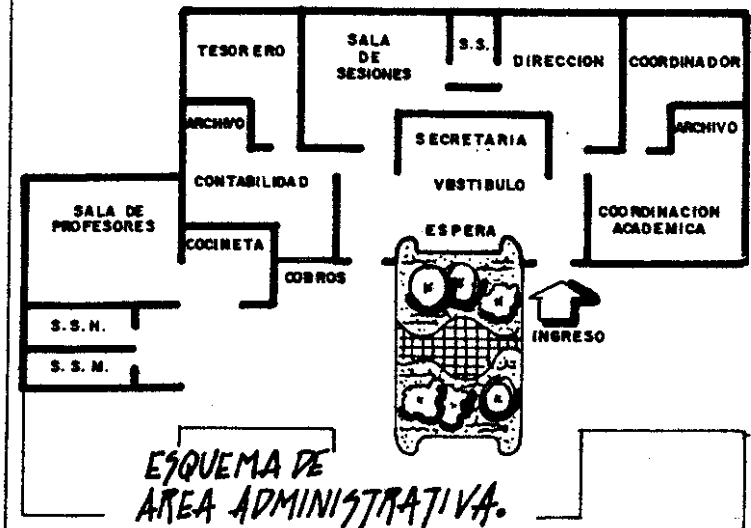 TESORERO
SALA
DE
SESIONES
S.S.
DIRECCION
COORDINADOR
ARCHIVO
SECRETARIA
ARCHIVO
CONTABILIDAD
VESTIBULO
SALA DE
PROFESORES
COORDINACION
ACADEMICA
COCINETA
ESPERA
COBROS
S.S.H.
INGRESO
S.S.M.
ESQUEMA DE
AREA ADMINISTRATIVA.